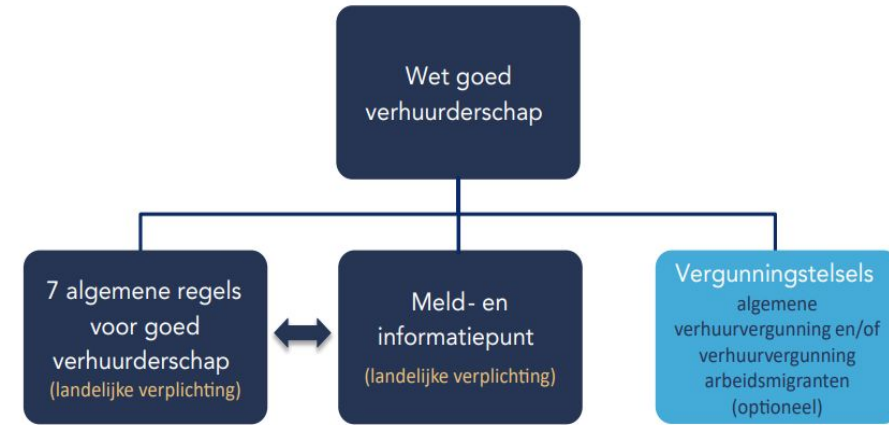 Wet goed
verhuurderschap
7 algemene regels
voor goed
verhuurderschap
(landelijke verplichting)
Meld- en
informatiepunt
(landelijke verplichting)
Vergunningstelsels
algemene
verhuurvergunning en/of
verhuurvergunning
arbeidsmigranten
(optioneel)